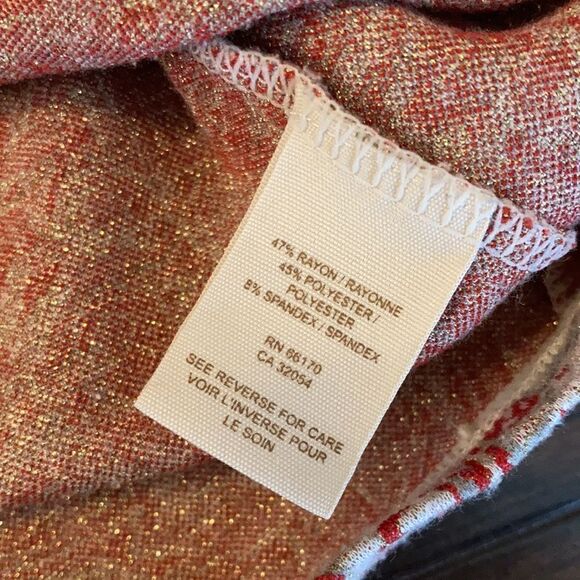 47% RAYON / RAYONNE
45% POLYESTER /
POLYESTER
8% SPANDEX / SPANDEX
RN 66170
CA 32054
SEE REVERSE FOR CARE
VOIR L'INVERSE POUR
LE SOIN